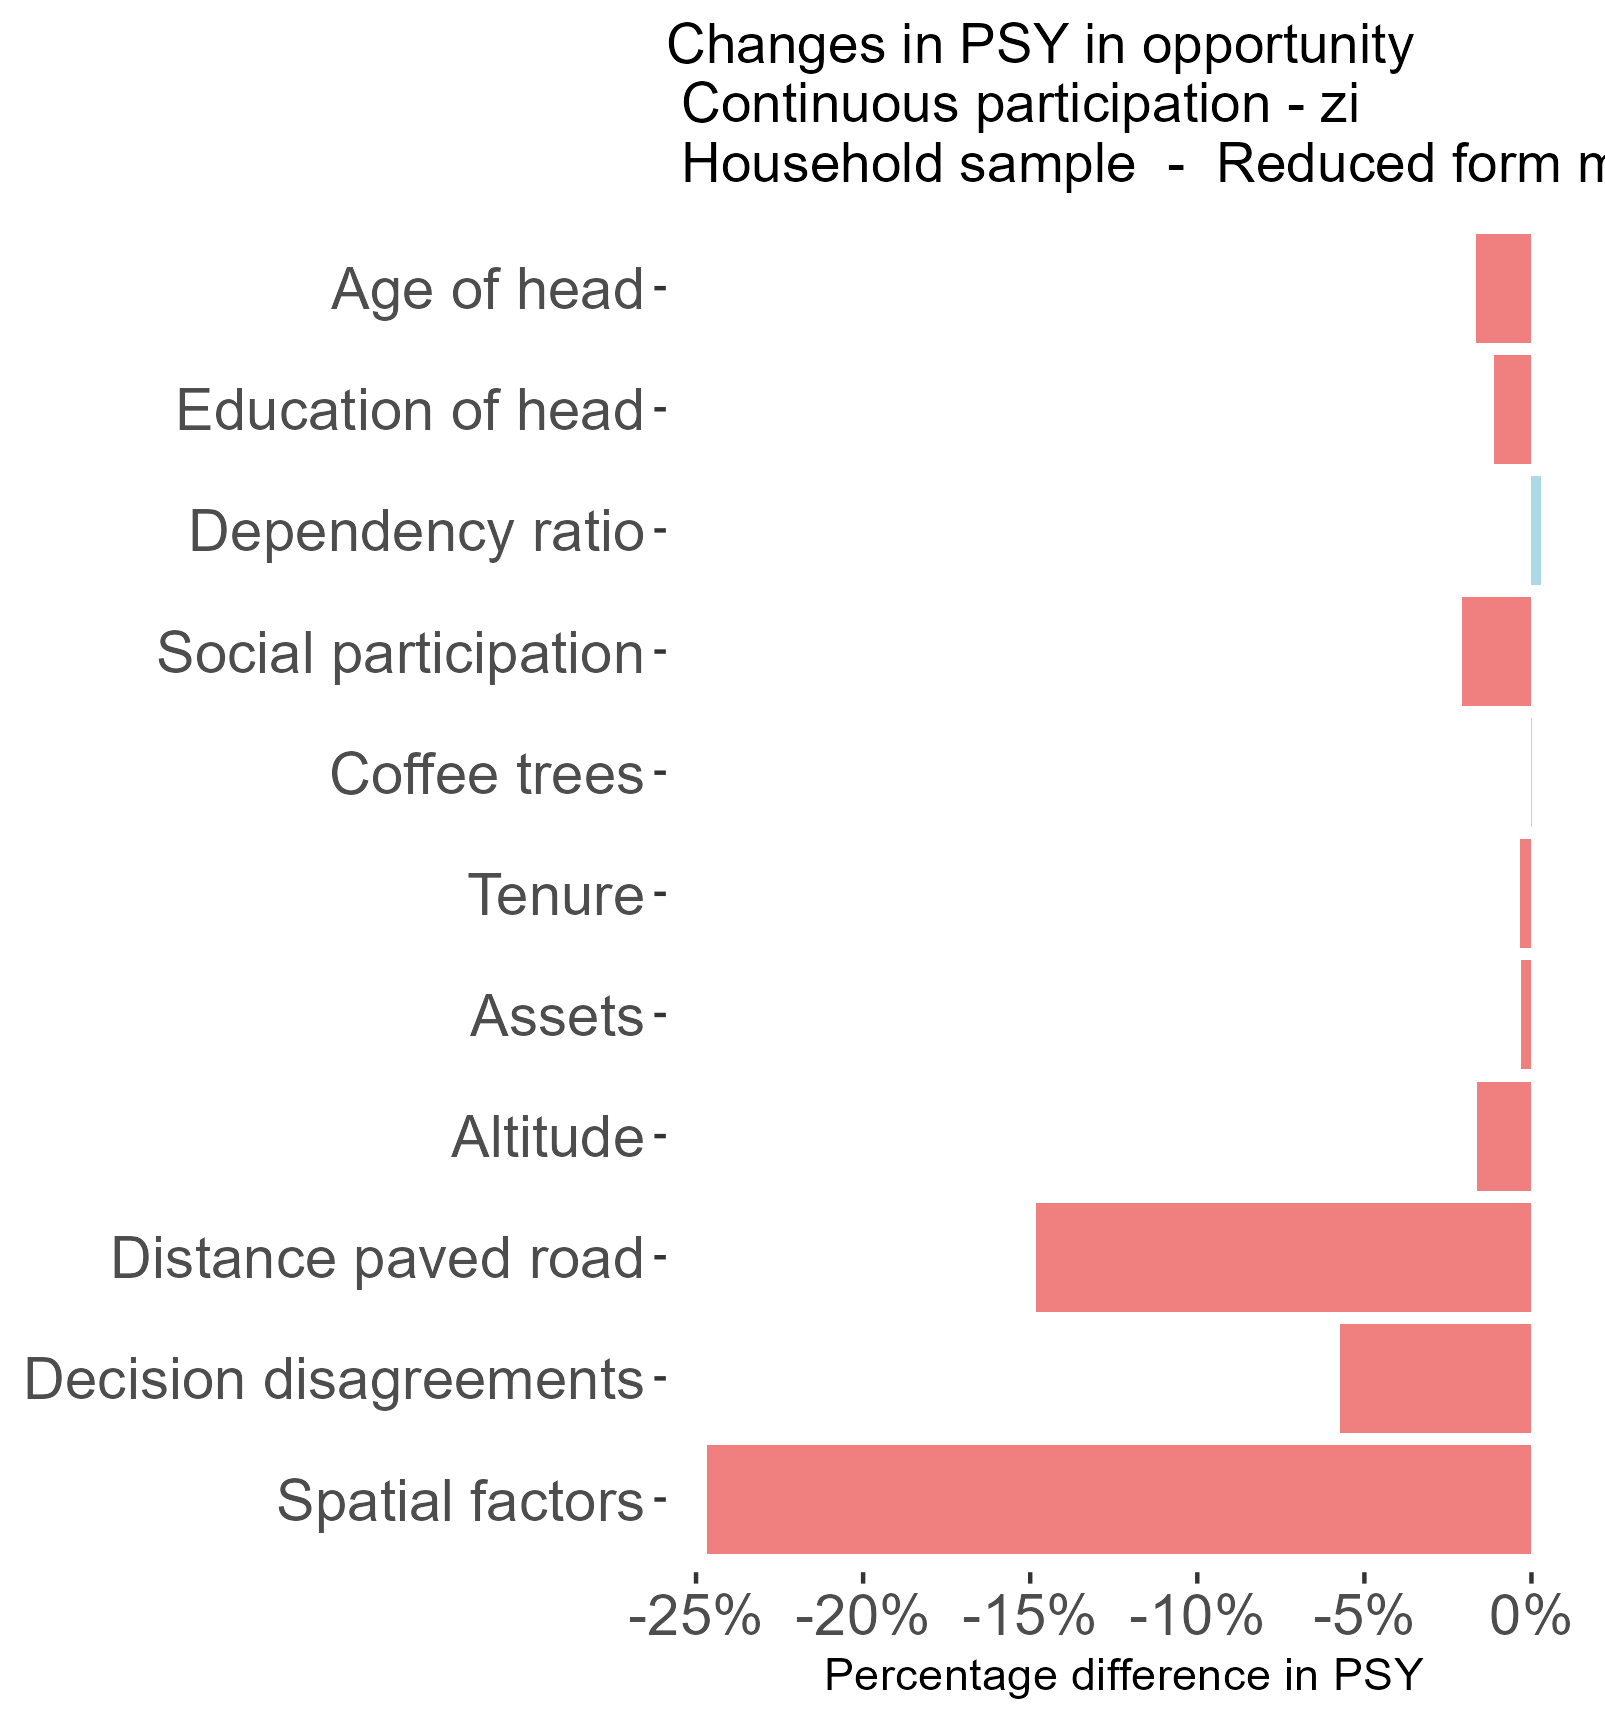 Changes in PSY in opportunity
Continuous participation - zi
Household sample - Reduced form m
Age of head
Education of head
Dependency ratio
Social participation
Coffee trees
Tenure
Assets
Altitude
Distance paved road
Decision disagreements
Spatial factors
-25% -20% -15% -10% -5% 0%
Percentage difference in PSY